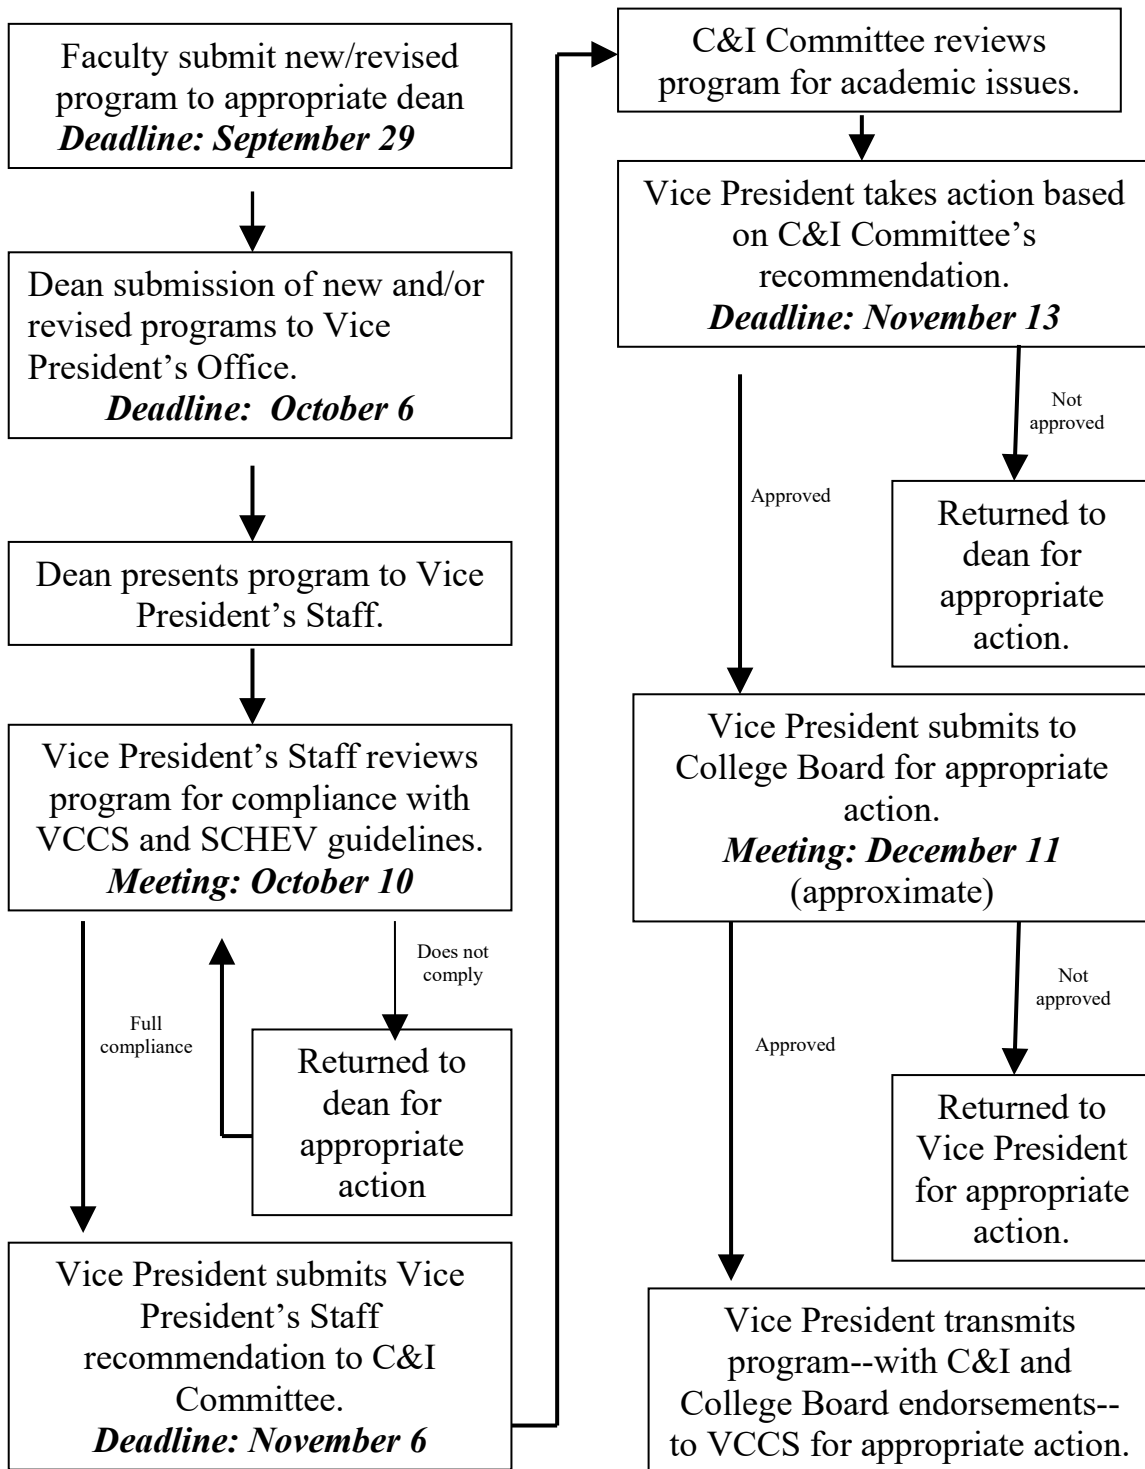 Faculty submit new/revised
program to appropriate dean
Deadline: September 29
Dean submission of new and/or
revised programs to Vice
President’s Office.
Deadline:  October 6
Dean presents program to Vice
President’s Staff.
Vice President’s Staff reviews
program for compliance with
VCCS and SCHEV guidelines.
Meeting: October 10
Does not
comply
Full
compliance
Returned to
dean for
appropriate
action
Vice President submits Vice
President’s Staff
recommendation to C&I
Committee.
Deadline: November 6
C&I Committee reviews
program for academic issues.
Vice President takes action based
on C&I Committee’s
recommendation.
Deadline: November 13
Not
approved
Approved
Returned to
dean for
appropriate
action.
Vice President submits to
College Board for appropriate
action.
Meeting: December 11
(approximate)
Not
approved
Approved
Returned to
Vice President
for appropriate
action.
Vice President transmits
program--with C&I and
College Board endorsements--
to VCCS for appropriate action.